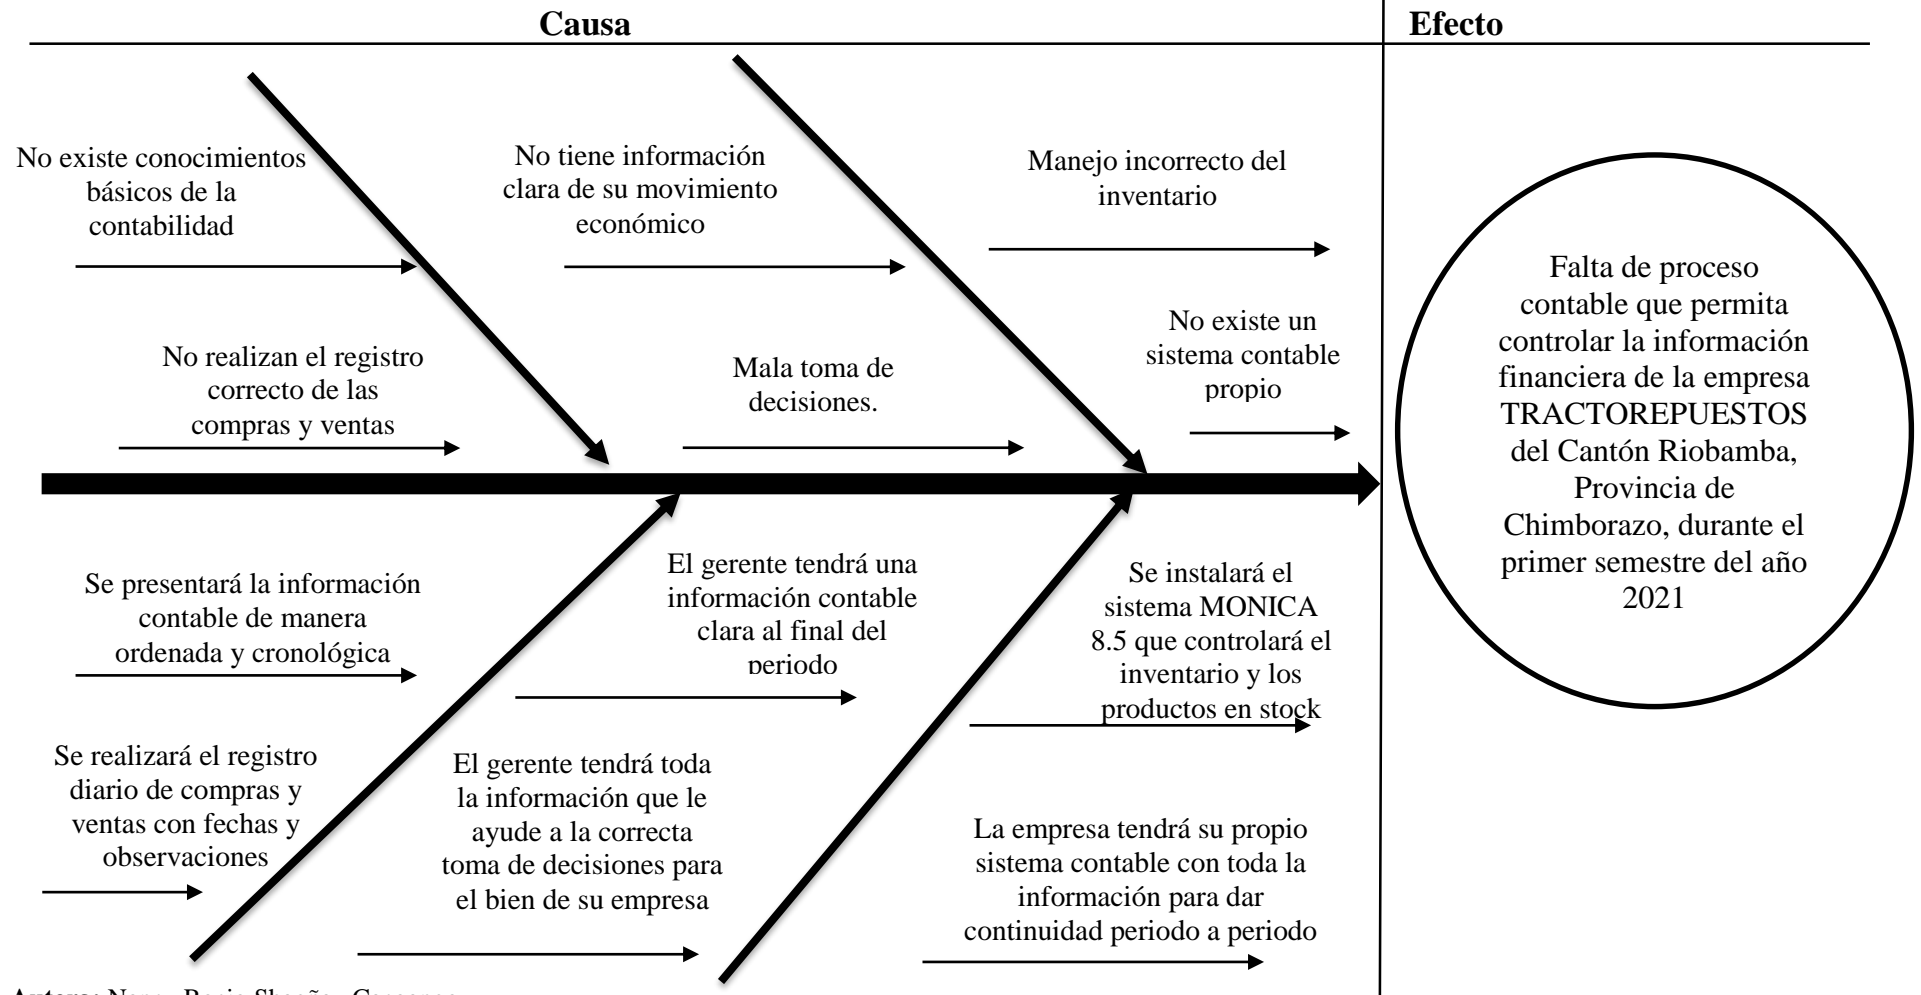 Causa
Efecto
No existe conocimientos
básicos de la
contabilidad
No tiene información
clara de su movimiento
económico
Manejo incorrecto del
inventario
No realizan el registro
correcto de las
compras y ventas
Mala toma de
decisiones.
No existe un
sistema contable
propio
Falta de proceso
contable que permita
controlar la información
financiera de la empresa
TRACTOREPUESTOS
del Cantón Riobamba,
Provincia de
Chimborazo, durante el
primer semestre del año
2021
Se presentará la información
contable de manera
ordenada y cronológica
El gerente tendrá una
información contable
clara al final del
periodo
Se instalará el
sistema MONICA
8.5 que controlará el
inventario y los
productos en stock
Se realizará el registro
diario de compras y
ventas con fechas y
observaciones
El gerente tendrá toda
la información que le
ayude a la correcta
toma de decisiones para
el bien de su empresa
La empresa tendrá su propio
sistema contable con toda la
información para dar
continuidad periodo a periodo